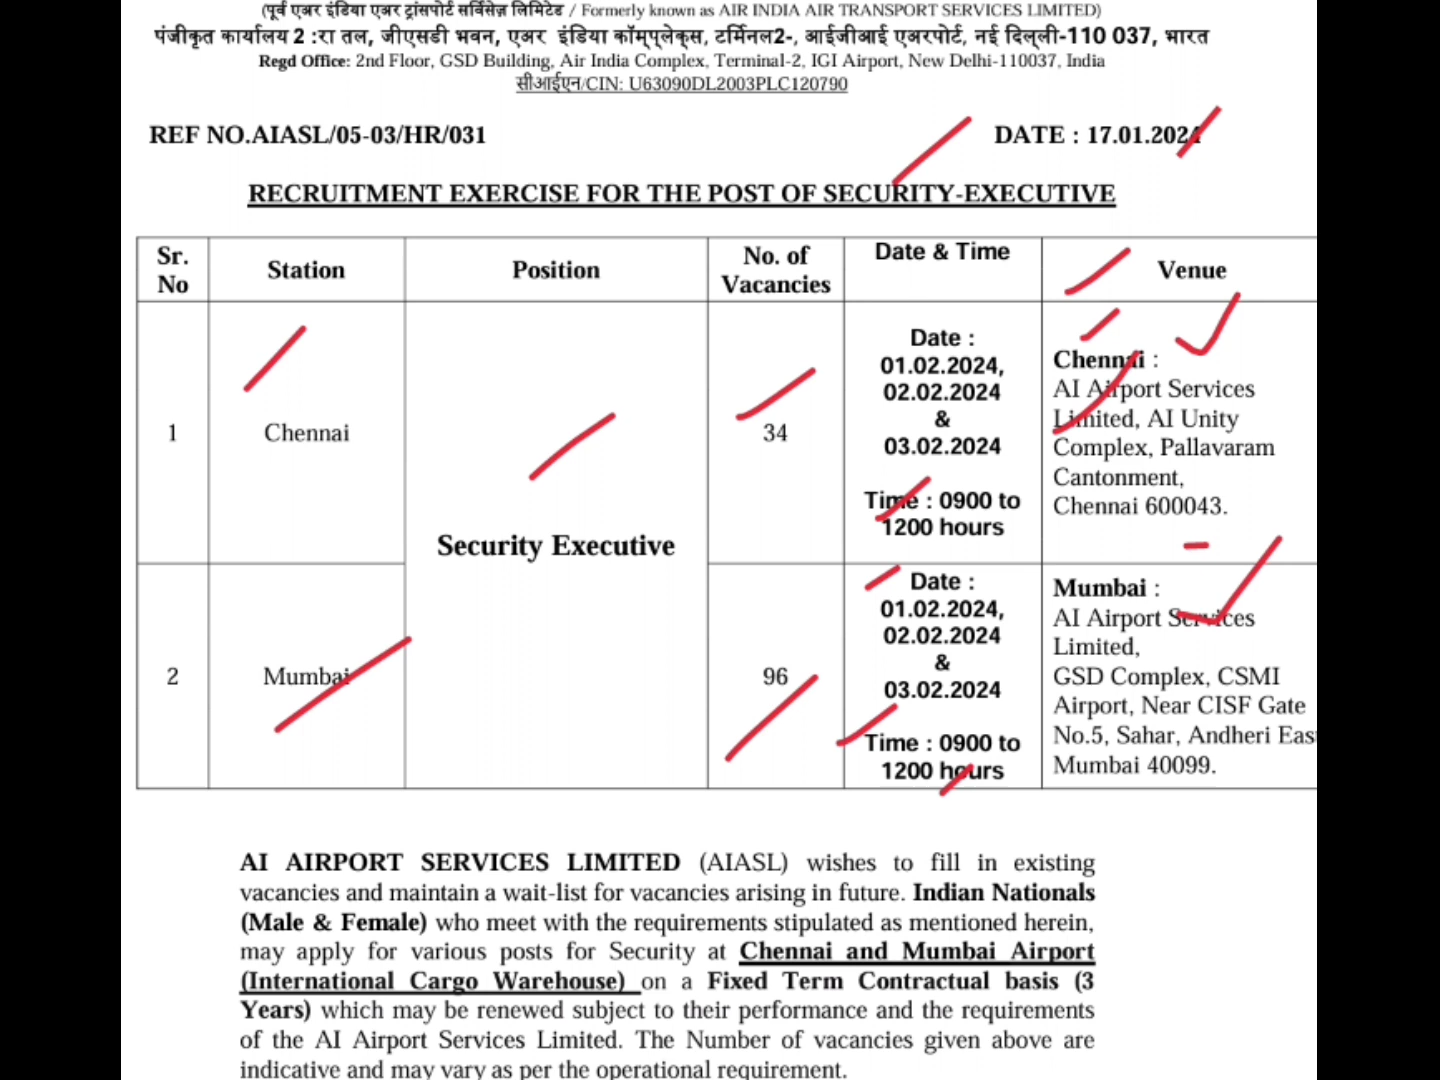 (पूर्व एअर इंडिया एअर ट्रांसपोर्ट सर्विसेज़ लिमिटेड / Formerly known as AIR INDIA AIR TRANSPORT SERVICES LIMITED)
पंजीकृत कार्यालय 2 :रा तल, जीएसडी भवन, एअर इंडिया कॉम्प्लेक्स, टर्मिनल2-, आईजीआई एअरपोर्ट, नई दिल्ली-110 037, भारत
Regd Office: 2nd Floor, GSD Building, Air India Complex, Terminal-2, IGI Airport, New Delhi-110037, India
सीआईएन/CIN: U63090DL2003PLC120790
REF NO.AIASL/05-03/HR/031 DATE : 17.01.2024
RECRUITMENT EXERCISE FOR THE POST OF SECURITY-EXECUTIVE
Sr. No Station Position No. of Vacancies Date & Time Venue
1
Chennai
Security Executive
34
Date :
01.02.2024,
02.02.2024
&
03.02.2024
Time : 0900 to
1200 hours
Chennai :
AI Airport Services
Limited, AI Unity
Complex, Pallavaram
Cantonment,
Chennai 600043.
2
Mumbai
96
Date :
01.02.2024,
02.02.2024
&
03.02.2024
Time : 0900 to
1200 hours
Mumbai :
AI Airport Services
Limited,
GSD Complex, CSMI
Airport, Near CISF Gate
No.5, Sahar, Andheri Eas
Mumbai 40099.
AI AIRPORT SERVICES LIMITED (AIASL) wishes to fill in existing
vacancies and maintain a wait-list for vacancies arising in future. Indian Nationals
(Male & Female) who meet with the requirements stipulated as mentioned herein,
may apply for various posts for Security at Chennai and Mumbai Airport
(International Cargo Warehouse) on a Fixed Term Contractual basis (3
Years) which may be renewed subject to their performance and the requirements
of the AI Airport Services Limited. The Number of vacancies given above are
indicative and may vary as per the operational requirement.